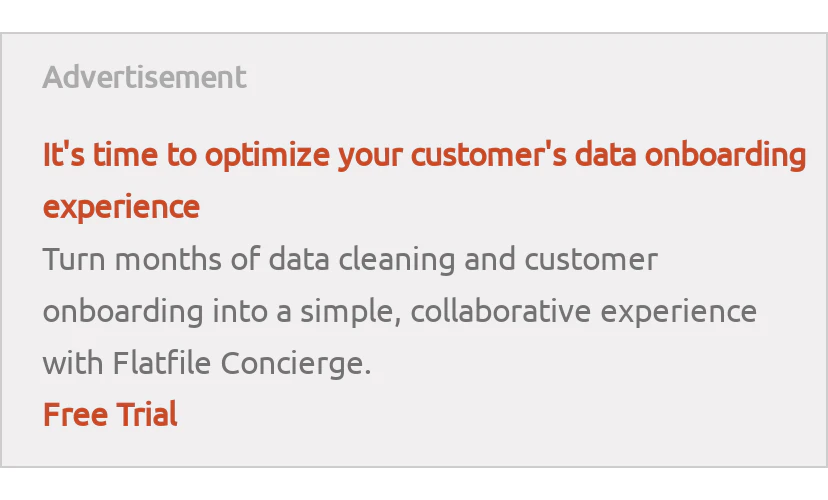 Advertisement
It's time to optimize your customer's data onboarding
experience
Turn months of data cleaning and customer
onboarding into a simple, collaborative experience
with Flatfile Concierge.
Free Trial